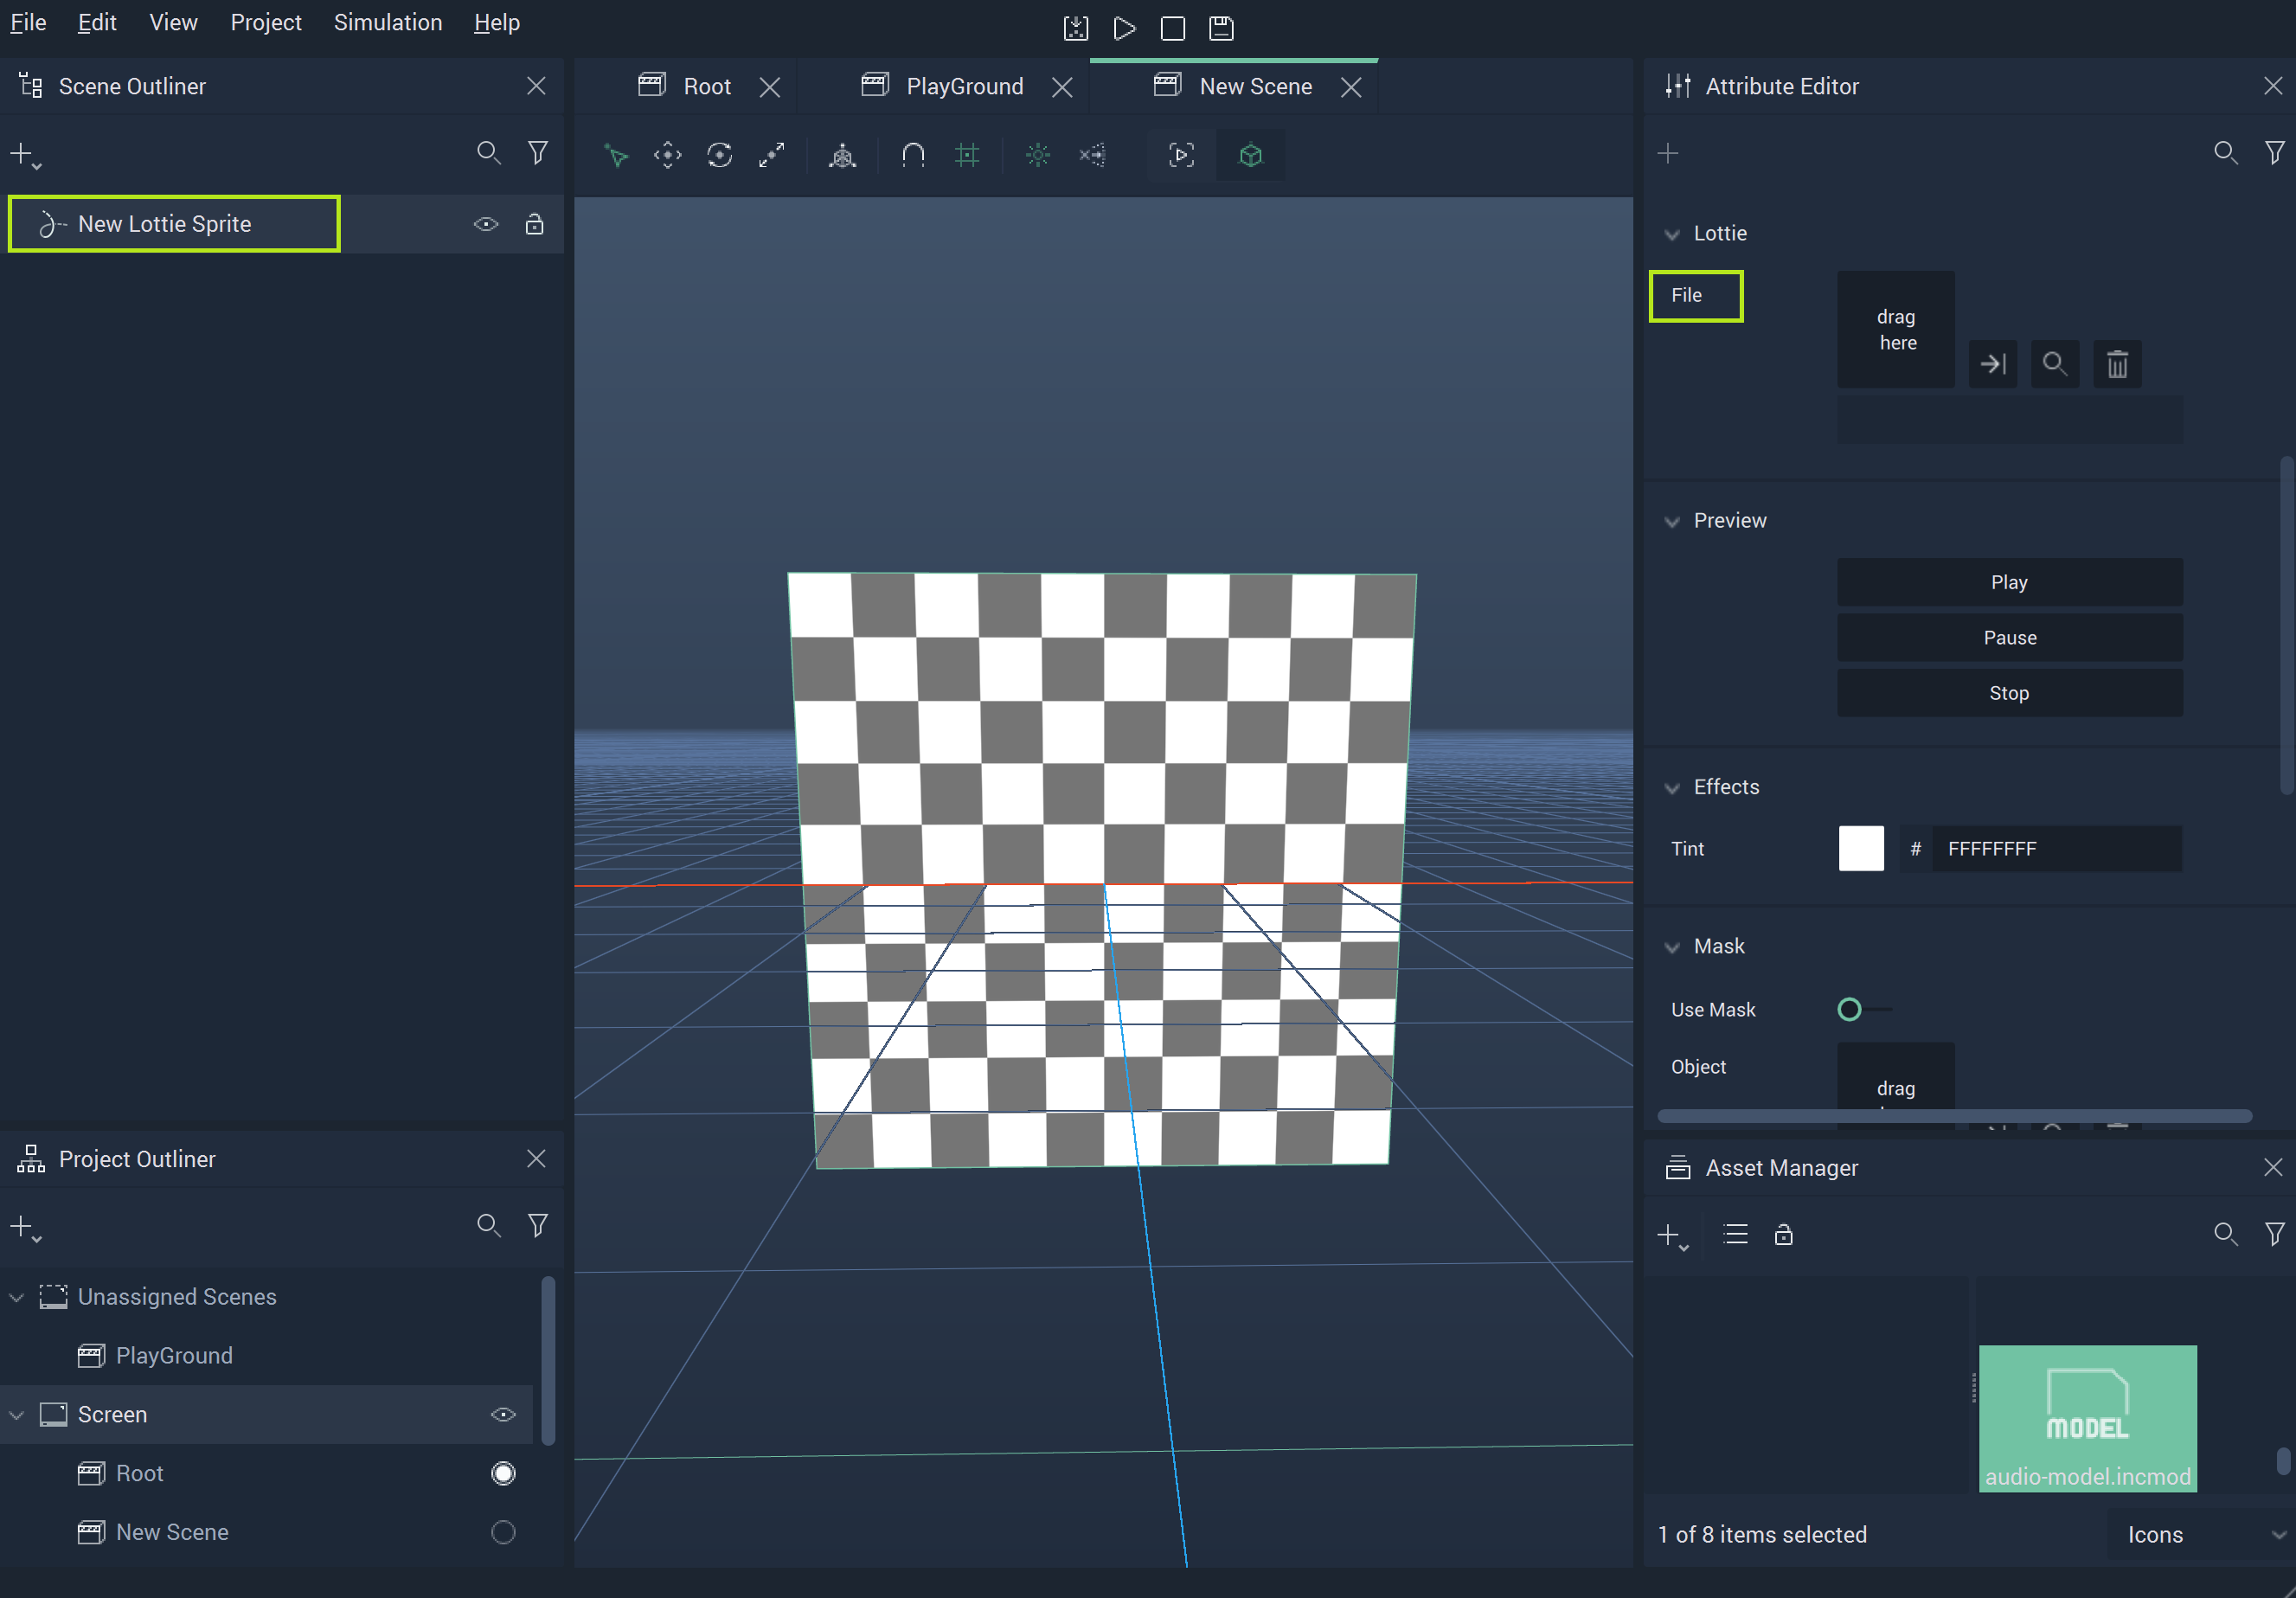 File Edit View Project Simulation Help
Scene Outliner
New Lottie Sprite
Root
PlayGround
New Scene
Attribute Editor
Lottie
File
drag
here
Preview
Play
Pause
Stop
Effects
Tint
# FFFFFFFF
Mask
Use Mask
Object
drag
Project Outliner
Unassigned Scenes
PlayGround
Screen
Root
New Scene
Asset Manager
MODEL
audio-model.incmod
1 of 8 items selected
Icons